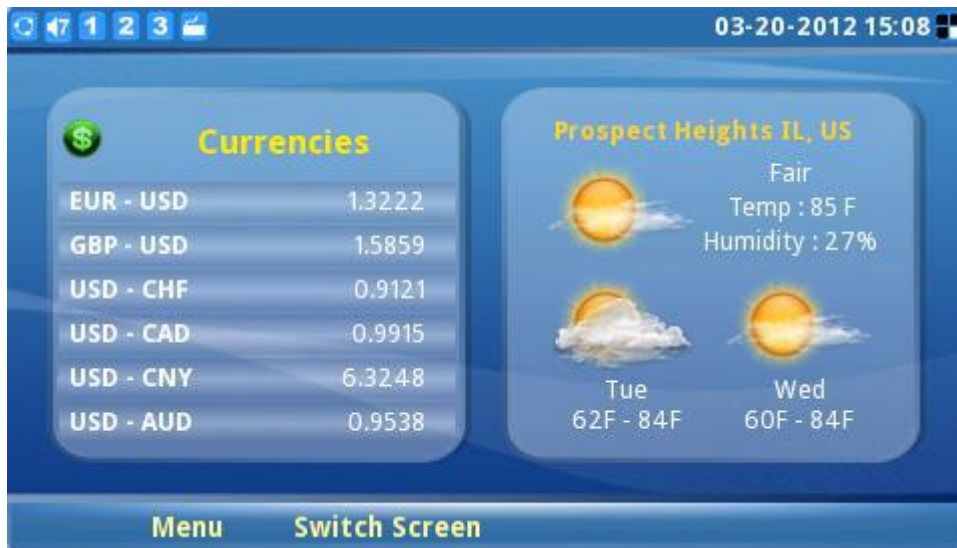 47 1 2 3
03-20-2012 15:08
$
Currencies
EUR - USD 1.3222
GBP - USD 1.5859
USD - CHF 0.9121
USD - CAD 0.9915
USD - CNY 6.3248
USD - AUD 0.9538
Prospect Heights IL, US
Fair
Temp : 85 F
Humidity : 27%
Tue
62F - 84F
Wed
60F - 84F
Menu Switch Screen